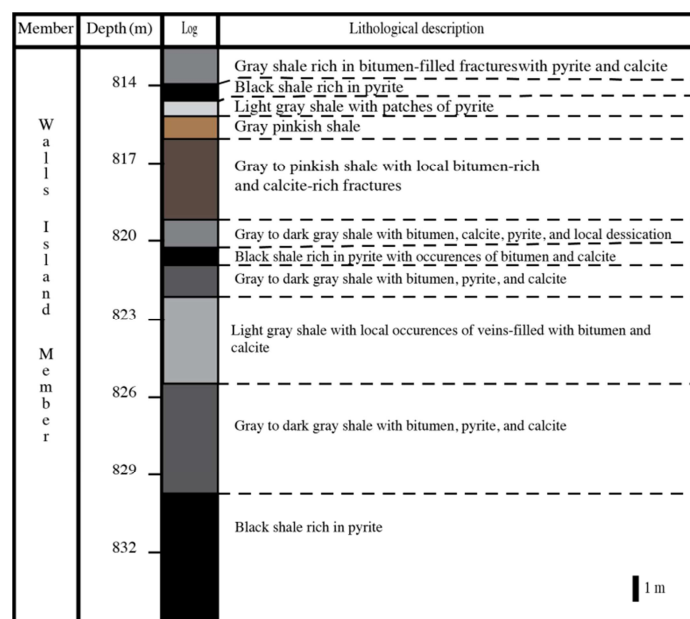 Member Depth (m) Log Lithological description
Gray shale rich in bitumen-filled fractureswith pyrite and calcite
814
Black shale rich in pyrite
Light gray shale with patches of pyrite
Gray pinkish shale
817
Gray to pinkish shale with local bitumen-rich
and calcite-rich fractures
820
Gray to dark gray shale with bitumen, calcite, pyrite, and local dessication
Black shale rich in pyrite with occurences of bitumen and calcite
Gray to dark gray shale with bitumen, pyrite, and calcite
823
Light gray shale with local occurences of veins-filled with bitumen and
calcite
826
Gray to dark gray shale with bitumen, pyrite, and calcite
829
Black shale rich in pyrite
832
1 m
Walls Island Member